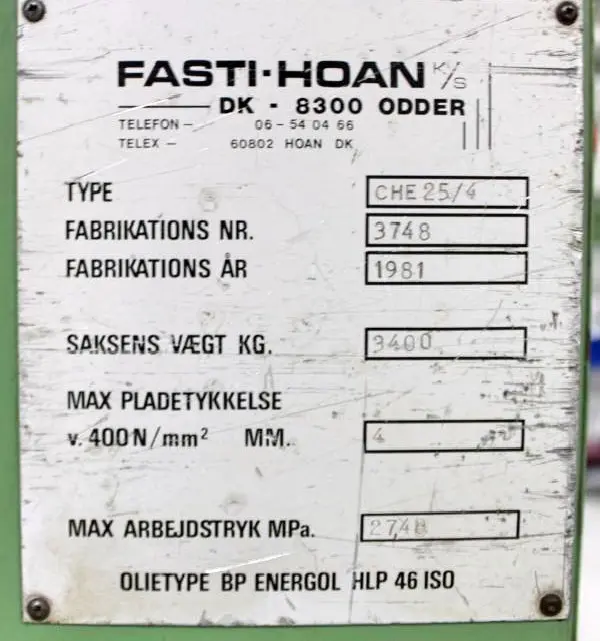 FASTI·HOAN K/S
DK - 8300 ODDER
TELEFON - 06 - 54 04 66
TELEX - 60802 HOAN DK
TYPE CHE 25/4
FABRIKATIONS NR. 3748
FABRIKATIONS ÅR 1981
SAKSENS VÆGT KG. 3400
MAX PLADETYKKELSE
v. 400 N/mm² MM. 4
MAX ARBEJDSTRYK MPa.
OLIETYPE BP ENERGOL HLP 46 ISO